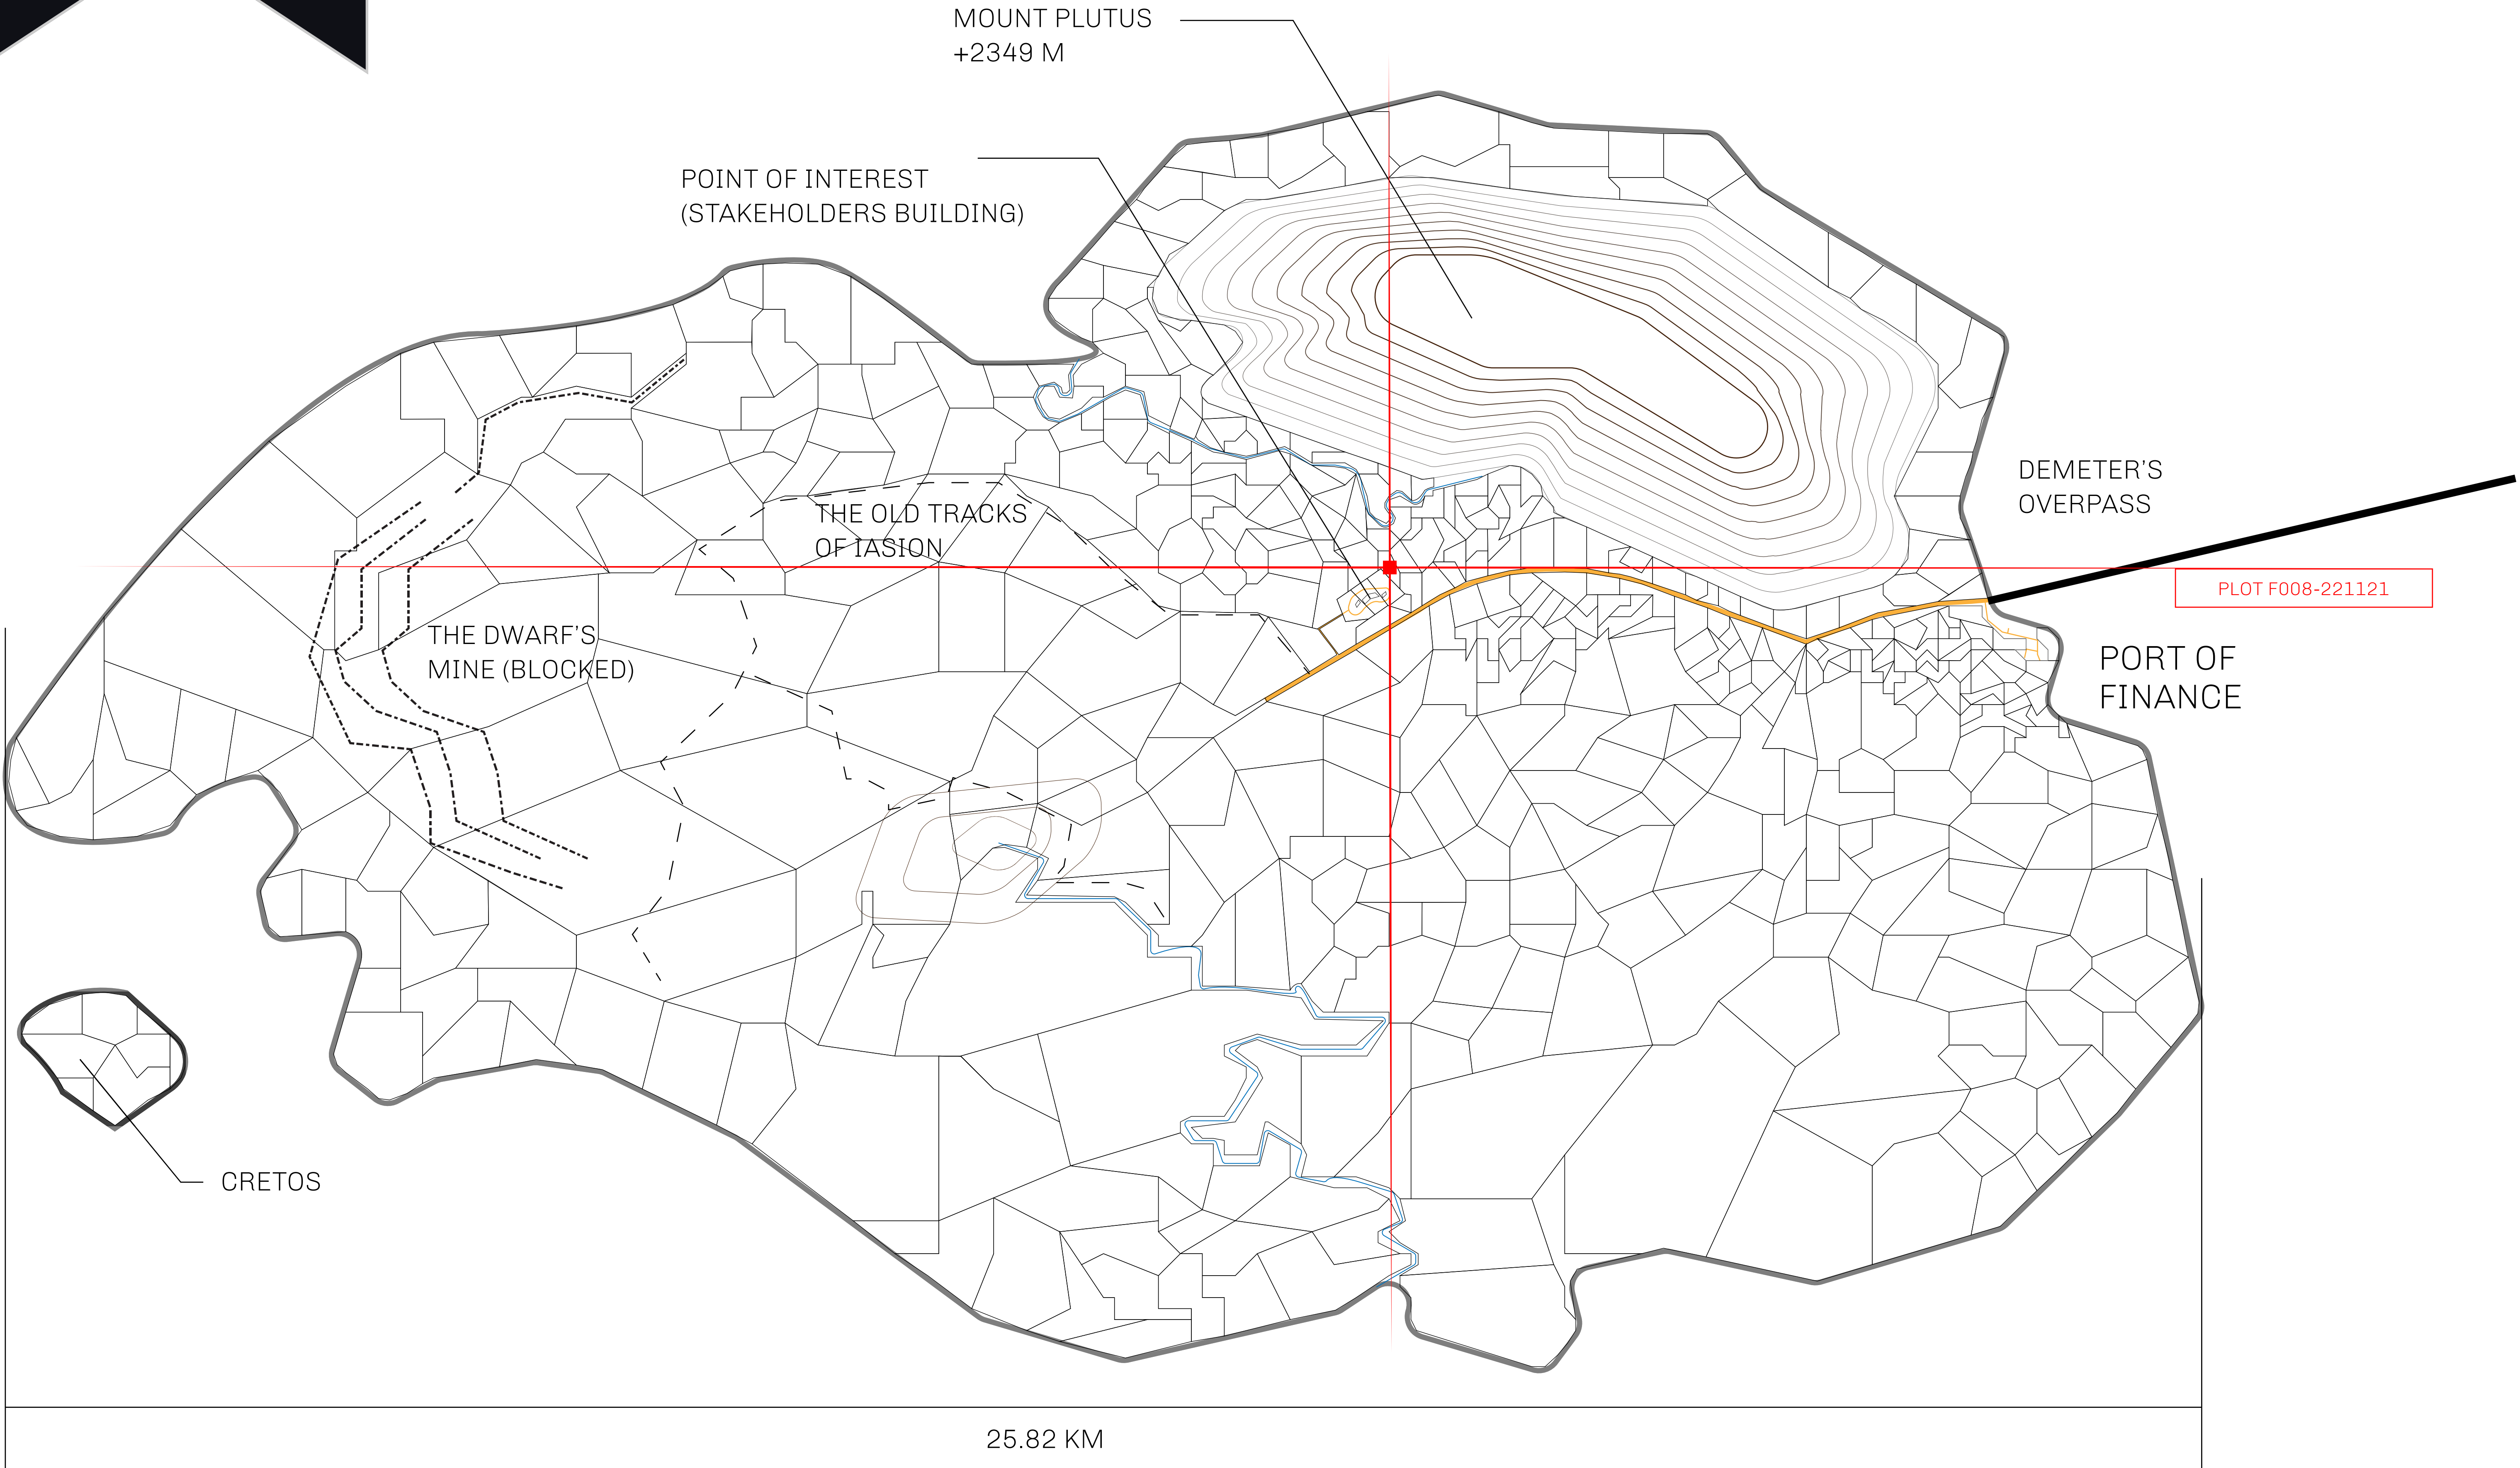 MOUNT PLUTUS
+2349 M
POINT OF INTEREST
(STAKEHOLDERS BUILDING)
DEMETER'S
OVERPASS
THE OLD TRACKS
OF IASION
PLOT F008-221121
THE DWARF'S
MINE (BLOCKED)
PORT OF
FINANCE
CRETOS
25.82 KM